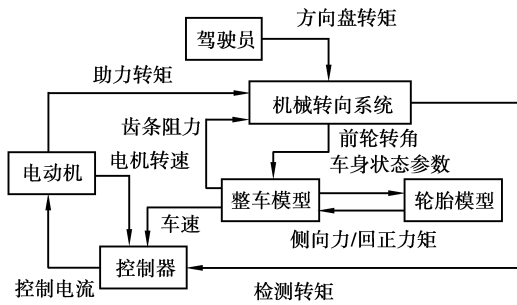 方向盘转矩
驾驶员
助力转矩
机械转向系统
齿条阻力
前轮转角
电机转速
车身状态参数
电动机
整车模型
轮胎模型
车速
侧向力/回正力矩
控制器
控制电流
检测转矩